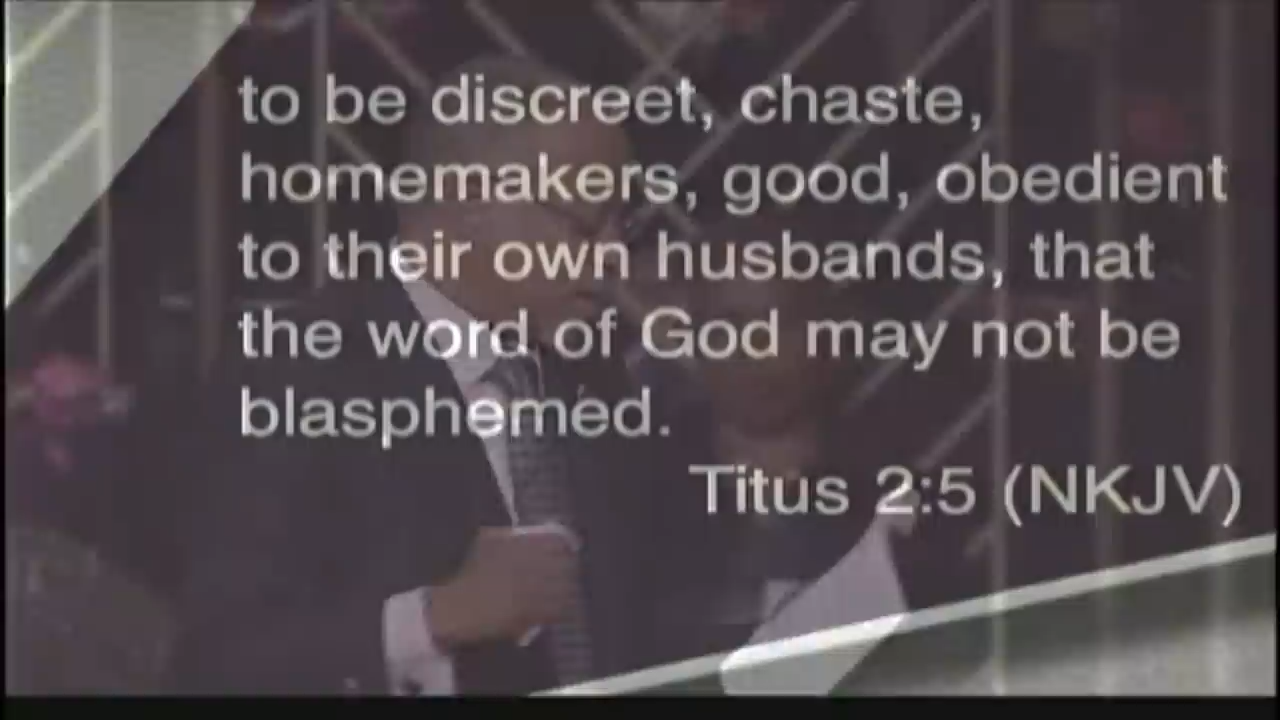 to be discreet, chaste,
homemakers, good, obedient
to their own husbands, that
the word of God may not be
blasphemed.
Titus 2:5 (NKJV)